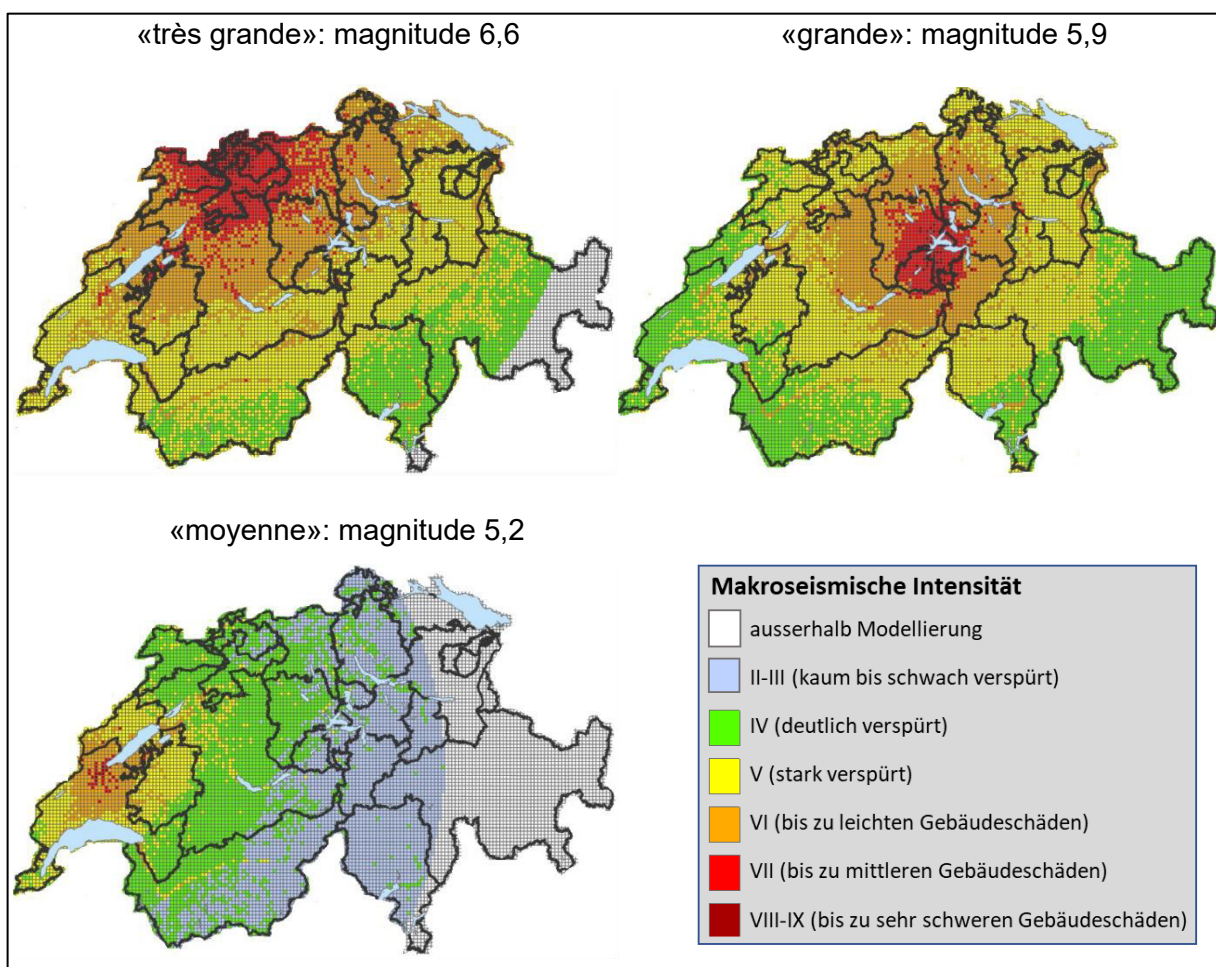 «très grande»: magnitude 6,6
«grande»: magnitude 5,9
«moyenne»: magnitude 5,2
Makroseismische Intensität
ausserhalb Modellierung
II-III (kaum bis schwach verspürt)
IV (deutlich verspürt)
V (stark verspürt)
VI (bis zu leichten Gebäudeschäden)
VII (bis zu mittleren Gebäudeschäden)
VIII-IX (bis zu sehr schweren Gebäudeschäden)